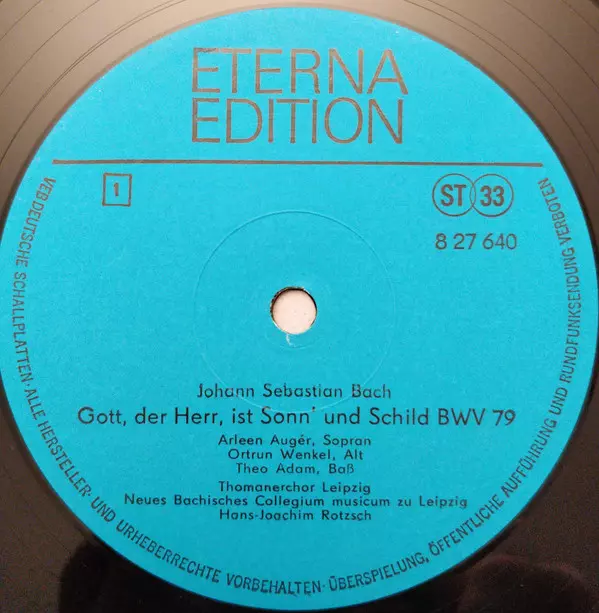 ETERNA
EDITION
1
ST 33
8 27 640
Johann Sebastian Bach
Gott, der Herr, ist Sonn' und Schild BWV 79
Arleen Augér, Sopran
Ortrun Wenkel, Alt
Theo Adam, Baß
Thomanerchor Leipzig
Neues Bachisches Collegium musicum zu Leipzig
Hans-Joachim Rotzsch
VEB DEUTSCHE SCHALLPLATTEN · ALLE HERSTELLER- UND URHEBERRECHTE VORBEHALTEN · ÜBERSPIELUNG, ÖFFENTLICHE AUFFÜHRUNG UND RUNDFUNKSENDUNG VERBOTEN